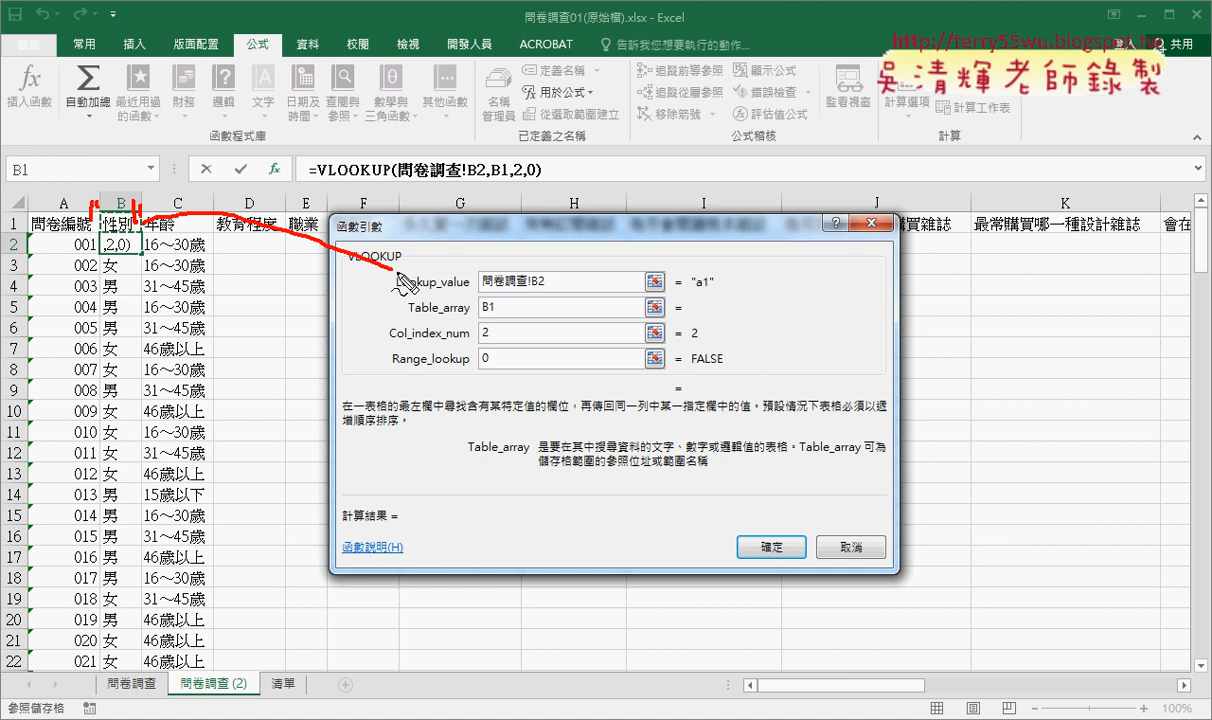 問卷調查01(原始檔).xlsx - Excel
http://terry55wu.blogspot.tw
吳清輝老師錄製
常用 插入 版面配置 公式 資料 校閱 檢視 開發人員 ACROBAT 告訴我您想要執行的動作... 共用
插入函數 自動加總 最近用過的函數 財務 邏輯 文字 日期及時間 查閱與參照 數學與三角函數 其他函數
函數程式庫
名稱管理員 定義名稱 用於公式 從選取範圍建立
已定義之名稱
追蹤前導參照 追蹤從屬參照 移除箭號 顯示公式 錯誤檢查 評估值公式
公式稽核
監看視窗 計算選項 計算工作表
計算
B1 =VLOOKUP(問卷調查!B2,B1,2,0)
A B C D E F G H I J K
1 問卷編號 性別 年齡 教育程度 職業 購買雜誌 最常購買哪一種設計雜誌 會在
2 001 ,2,0) 16～30歲
3 002 女 16～30歲
4 003 男 31～45歲
5 004 男 16～30歲
6 005 男 31～45歲
7 006 女 46歲以上
8 007 女 16～30歲
9 008 男 31～45歲
10 009 女 46歲以上
11 010 女 16～30歲
12 011 女 31～45歲
13 012 女 46歲以上
14 013 男 15歲以下
15 014 男 16～30歲
16 015 男 31～45歲
17 016 男 46歲以上
18 017 男 16～30歲
19 018 女 31～45歲
20 019 男 46歲以上
21 020 女 46歲以上
22 021 女 46歲以上
函數引數
VLOOKUP
Lookup_value 問卷調查!B2 = "a1"
Table_array B1 =
Col_index_num 2 = 2
Range_lookup 0 = FALSE
=
在一表格的最左欄中尋找含有某特定值的欄位，再傳回同一列中某一指定欄中的值。預設情況下表格必須以遞
增順序排序。
Table_array 是要在其中搜尋資料的文字、數字或邏輯值的表格。Table_array 可為
儲存格範圍的參照位址或範圍名稱
計算結果 =
函數說明(H) 確定 取消
問卷調查 問卷調查 (2) 清單
參照儲存格 100%